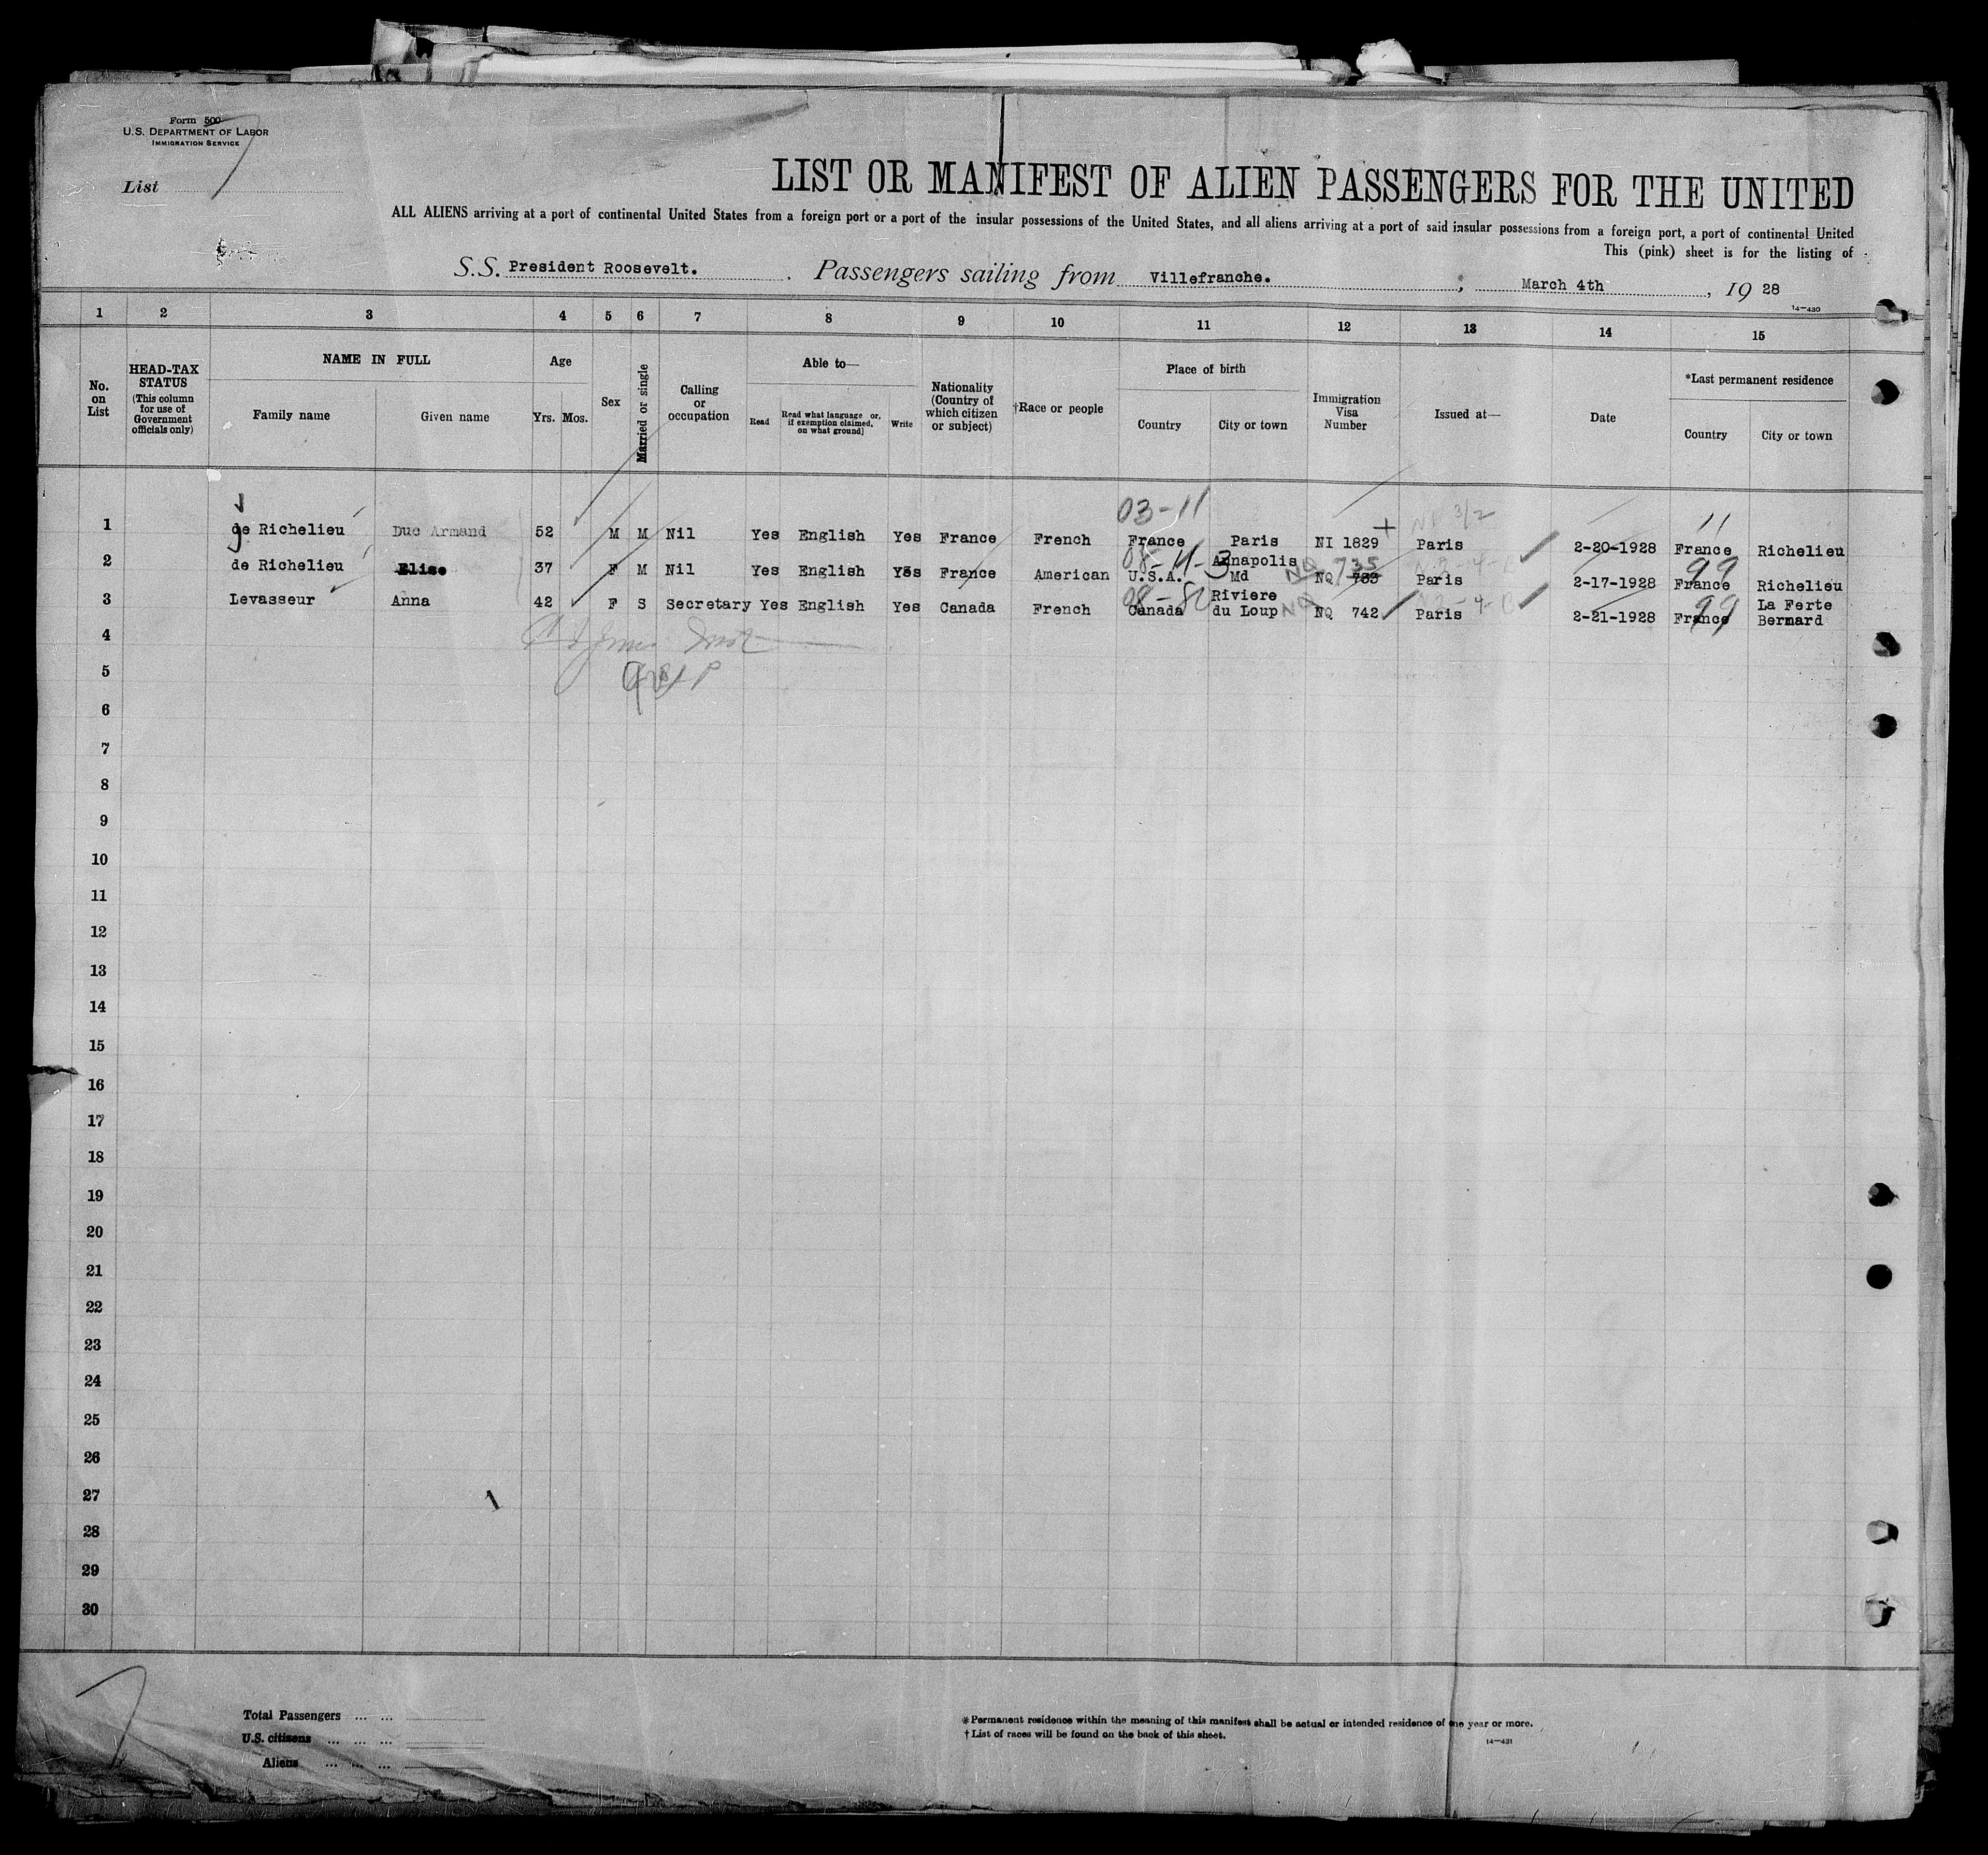 Form 500
U.S. DEPARTMENT OF LABOR
IMMIGRATION SERVICE
List 7
LIST OR MANIFEST OF ALIEN PASSENGERS FOR THE UNITED
ALL ALIENS arriving at a port of continental United States from a foreign port or a port of the insular possessions of the United States, and all aliens arriving at a port of said insular possessions from a foreign port, a port of continental United
This (pink) sheet is for the listing of
S.S. President Roosevelt. Passengers sailing from Villefranche. ; March 4th , 19 28
14—430
1 2 3 4 5 6 7 8 9 10 11 12 13 14 15
No. on List
HEAD-TAX STATUS
(This column for use of Government officials only)
NAME IN FULL
Family name Given name
Age
Yrs. Mos.
Sex
Married or single
Calling or occupation
Able to—
Read Read what language (or, if exemption claimed, on what ground) Write
Nationality (Country of which citizen or subject)
†Race or people
Place of birth
Country City or town
Immigration Visa Number
Issued at—
Date
*Last permanent residence
Country City or town
03-11 11
1 de Richelieu Duc Armand 52 M M Nil Yes English Yes France French France Paris NI 1829 Paris 2-20-1928 France Richelieu
2 de Richelieu Elise 37 F M Nil Yes English Yes France American U.S.A. Annapolis Md NQ 733 735 Paris 2-17-1928 France 99 Richelieu
3 Levasseur Anna 42 F S Secretary Yes English Yes Canada French Canada Riviere du Loup NQ 742 Paris 2-21-1928 France 99 La Ferte Bernard
4
5
6
7
8
9
10
11
12
13
14
15
16
17
18
19
20
21
22
23
24
25
26
27
28
29
30
7
Total Passengers ... ...
U.S. citizens ... ... ...
Aliens ... ... ...
* Permanent residence within the meaning of this manifest shall be actual or intended residence of one year or more.
† List of races will be found on the back of this sheet.
14—431